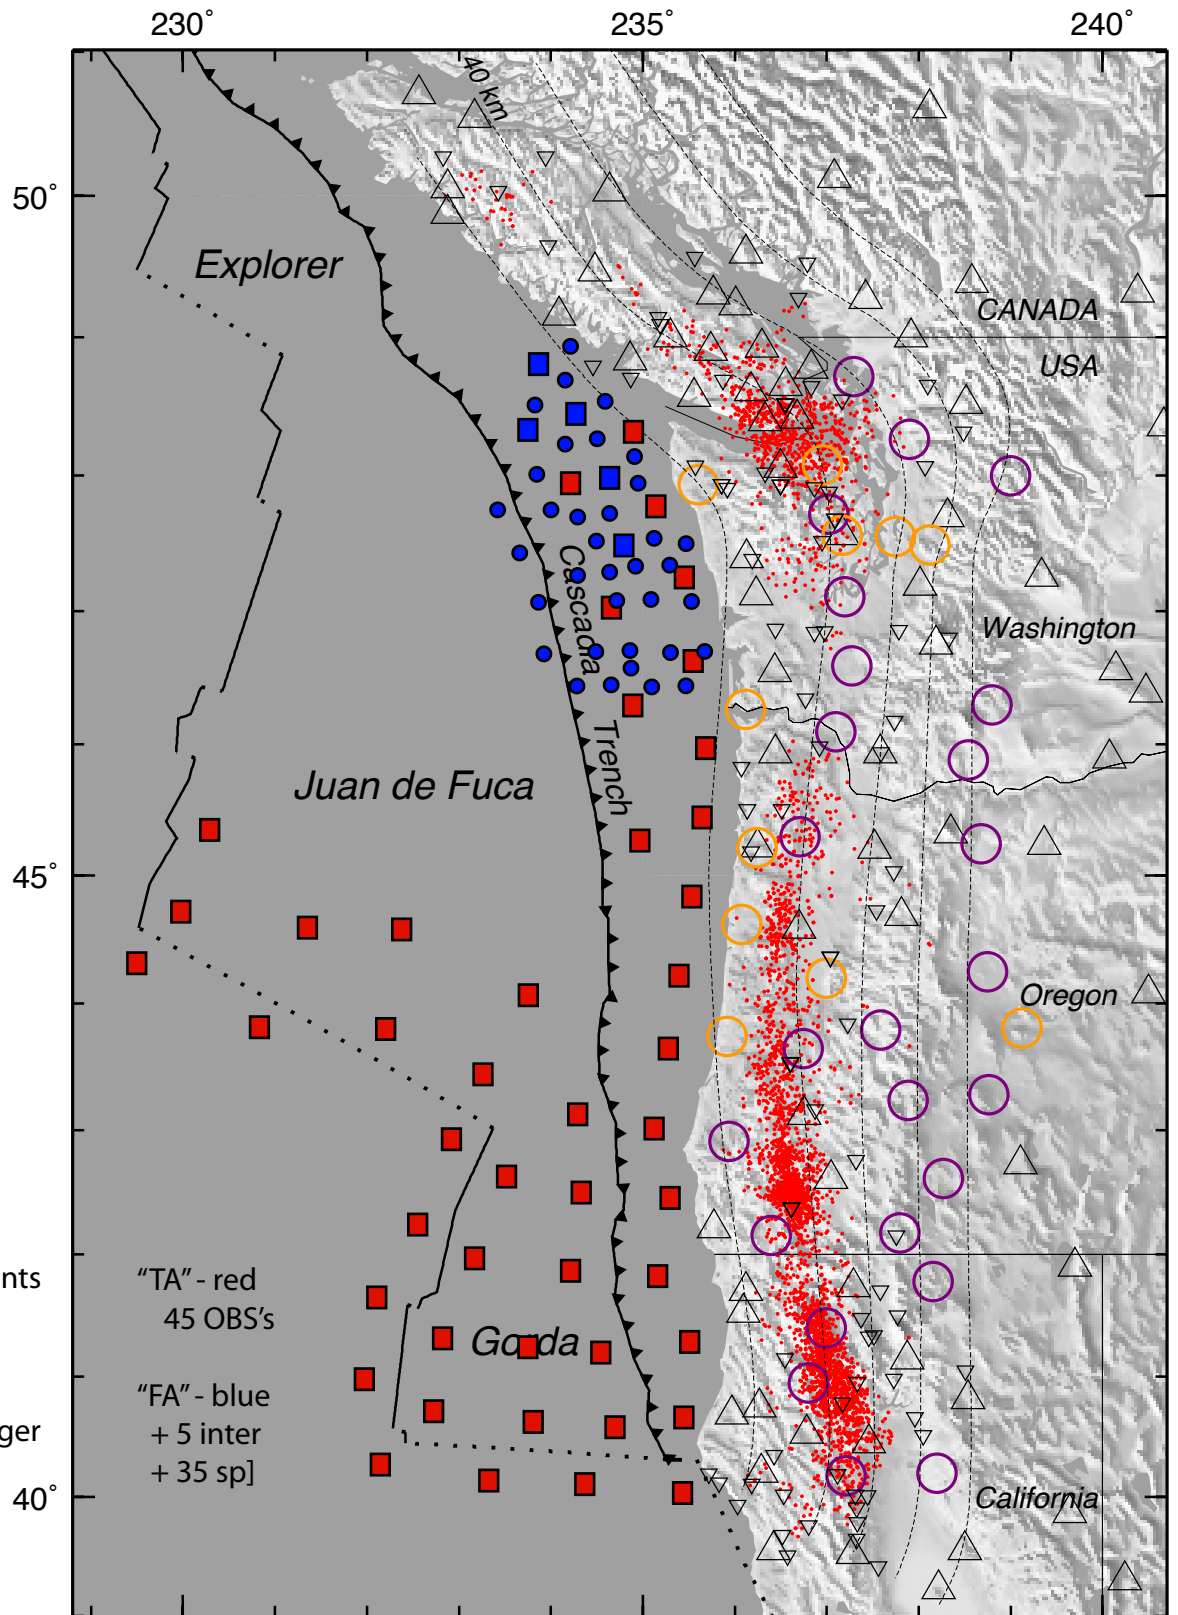 230° 235° 240°
40 km
50°
Explorer
CANADA
USA
Cascadia
Washington
Trench
Juan de Fuca
45°
Oregon
nts
"TA" - red
45 OBS's
Gorda
"FA" - blue
ger
+ 5 inter
+ 35 sp]
40°
California